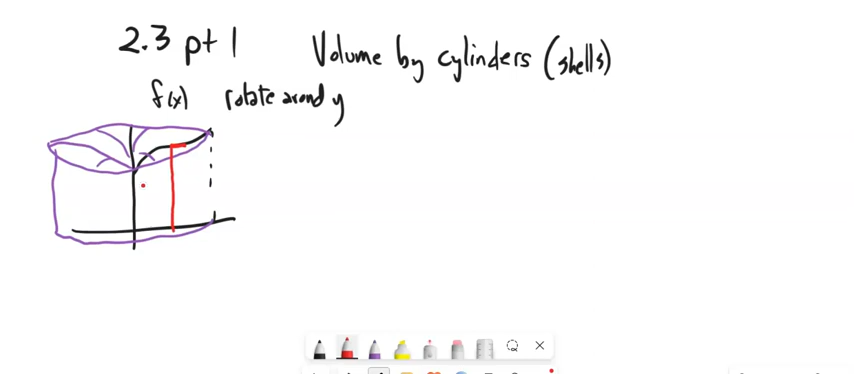 2.3 pt 1 Volume by cylinders (shells)
f(x) rotate around y